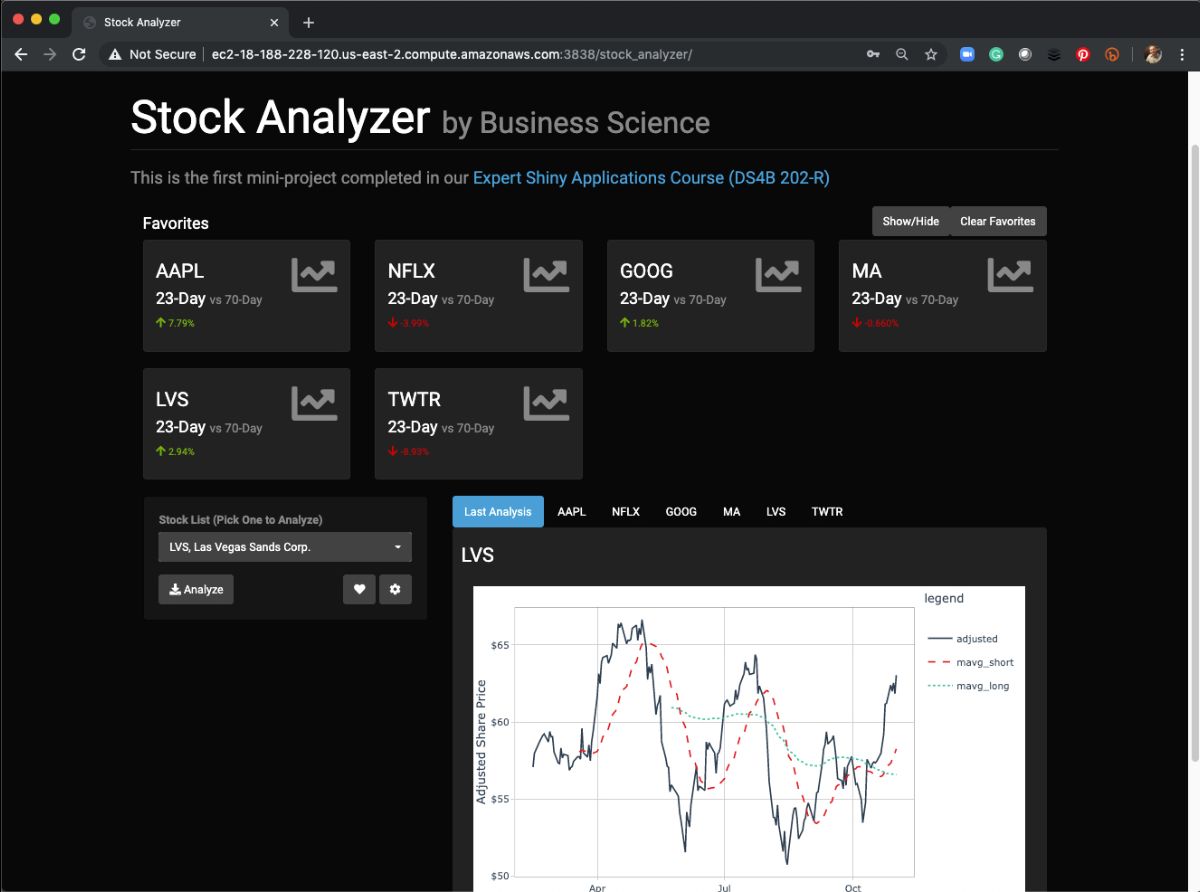 Stock Analyzer
Not Secure ec2-18-188-228-120.us-east-2.compute.amazonaws.com:3838/stock_analyzer/
Stock Analyzer by Business Science
This is the first mini-project completed in our Expert Shiny Applications Course (DS4B 202-R)
Favorites
Show/Hide Clear Favorites
AAPL
23-Day vs 70-Day
7.79%
NFLX
23-Day vs 70-Day
-3.99%
GOOG
23-Day vs 70-Day
1.82%
MA
23-Day vs 70-Day
-0.660%
LVS
23-Day vs 70-Day
2.94%
TWTR
23-Day vs 70-Day
-8.93%
Stock List (Pick One to Analyze)
LVS, Las Vegas Sands Corp.
Analyze
Last Analysis AAPL NFLX GOOG MA LVS TWTR
LVS
legend
adjusted
mavg_short
mavg_long
Adjusted Share Price
$65
$60
$55
$50
Apr Jul Oct